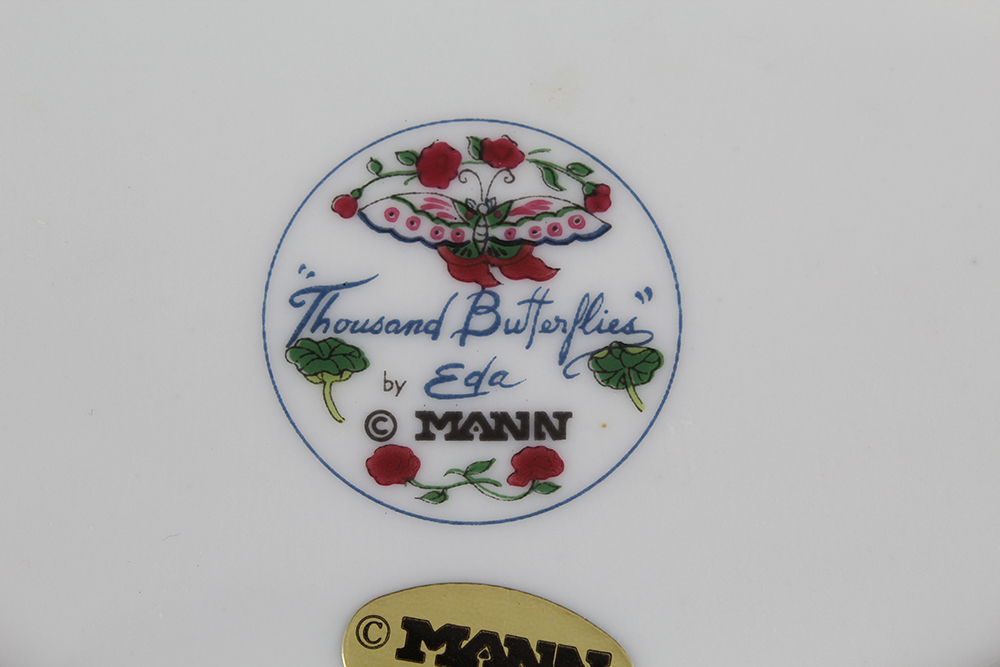 "Thousand Butterflies"
by Eda
© MANN
© MANN